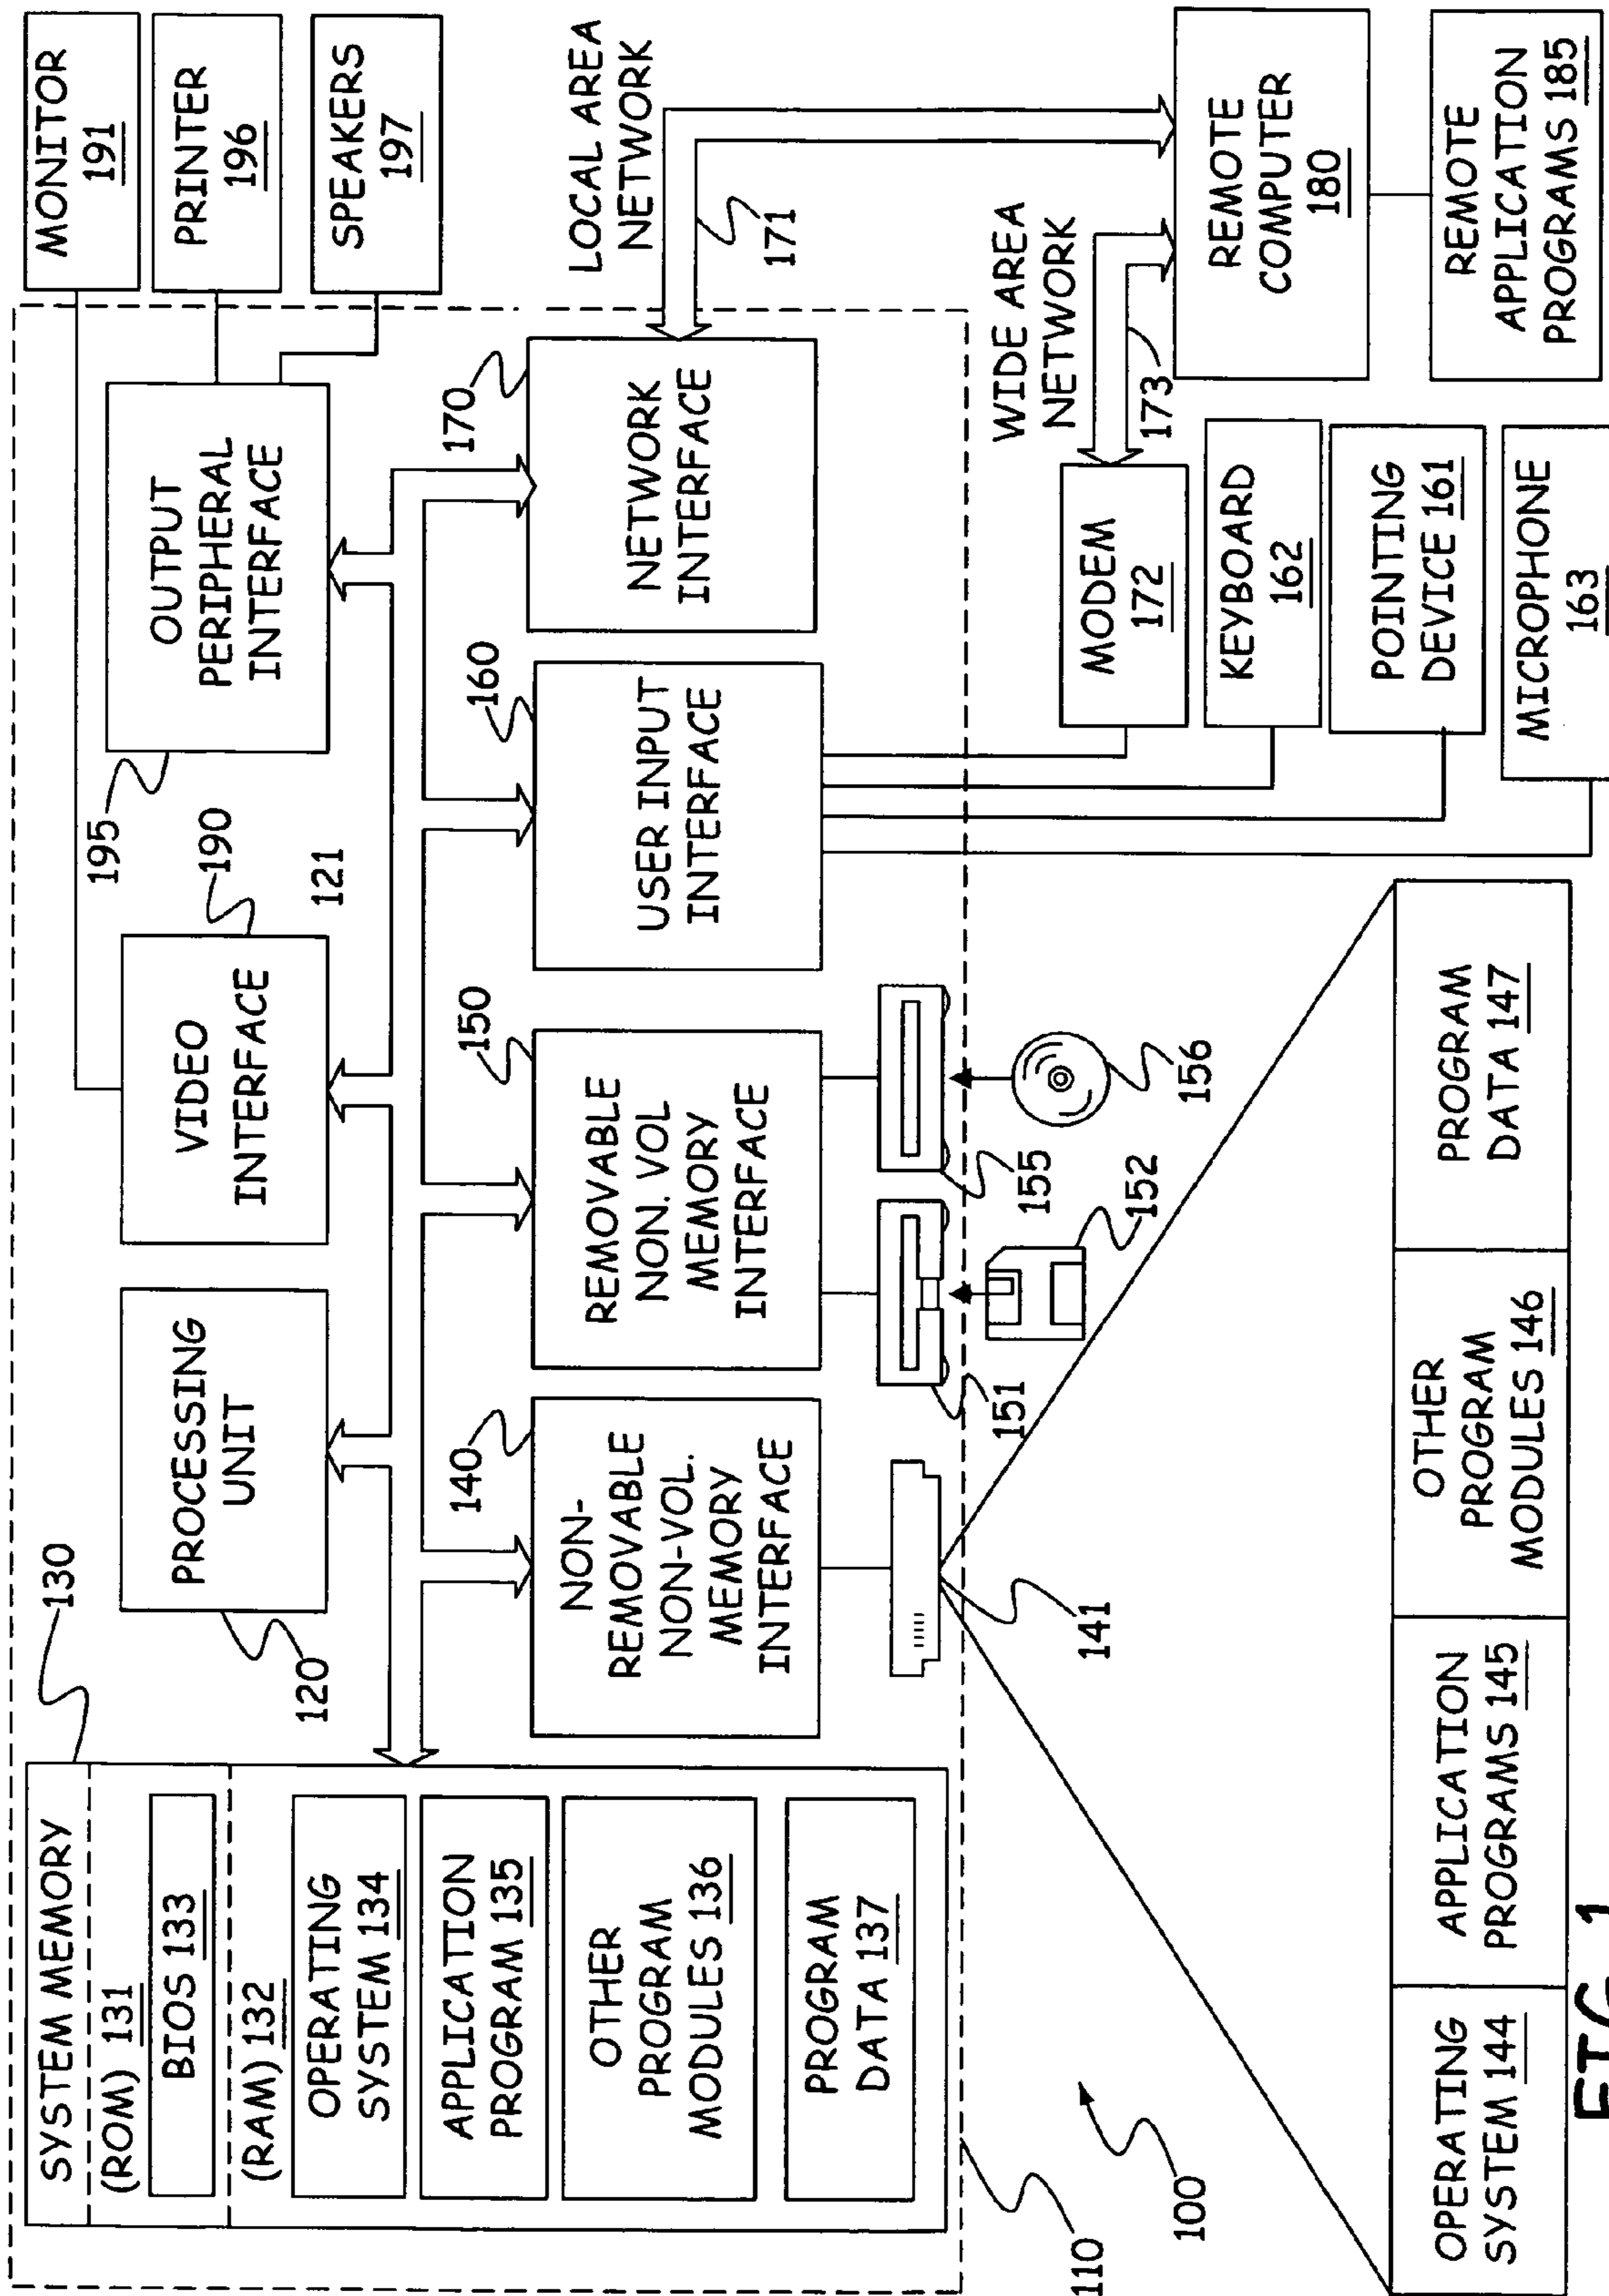 SYSTEM MEMORY
(ROM) 131
BIOS 133
(RAM) 132
OPERATING
SYSTEM 134
APPLICATION
PROGRAM 135
OTHER
PROGRAM
MODULES 136
PROGRAM
DATA 137
130
PROCESSING
UNIT
120
VIDEO
INTERFACE
190
121
OUTPUT
PERIPHERAL
INTERFACE
195
MONITOR
191
PRINTER
196
SPEAKERS
197
140
NON-
REMOVABLE
NON-VOL.
MEMORY
INTERFACE
150
REMOVABLE
NON. VOL
MEMORY
INTERFACE
160
USER INPUT
INTERFACE
170
NETWORK
INTERFACE
LOCAL AREA
NETWORK
171
141
151
152
155
156
WIDE AREA
NETWORK
173
MODEM
172
KEYBOARD
162
POINTING
DEVICE 161
MICROPHONE
163
REMOTE
COMPUTER
180
REMOTE
APPLICATION
PROGRAMS 185
110
100
OPERATING
SYSTEM 144
APPLICATION
PROGRAMS 145
OTHER
PROGRAM
MODULES 146
PROGRAM
DATA 147
FIG. 1